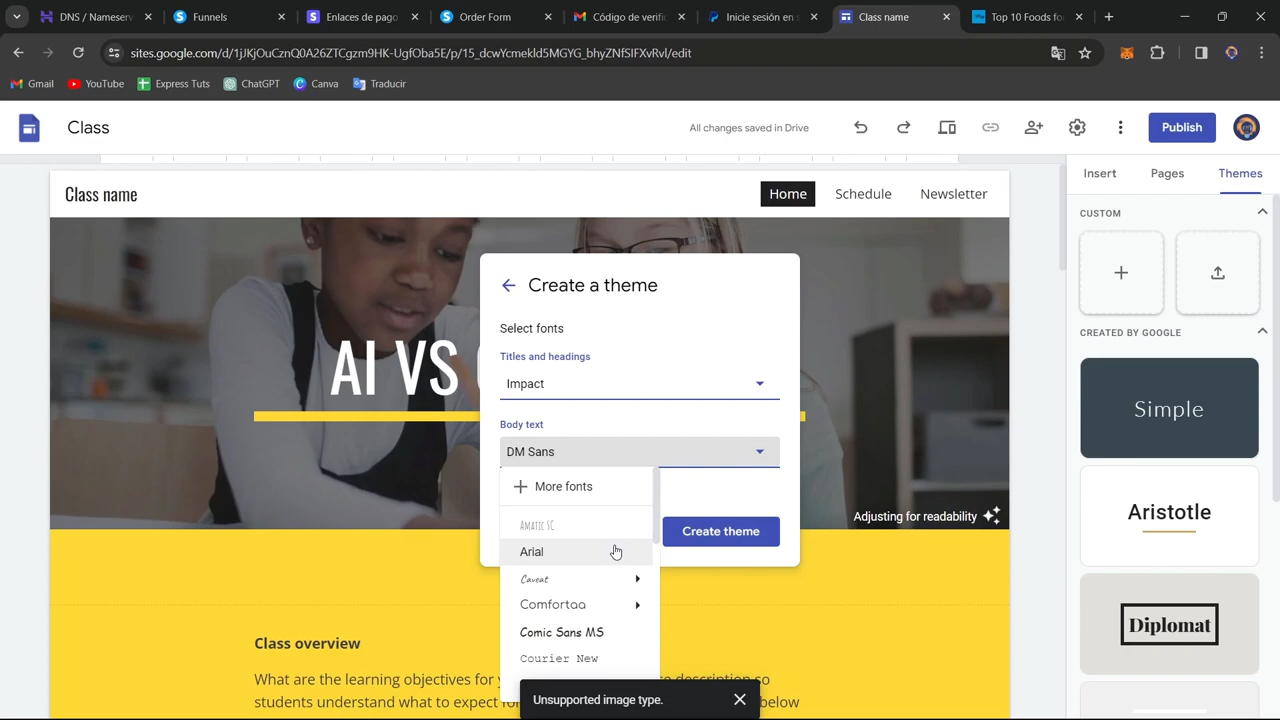 DNS / Nameserv
Funnels
Enlaces de pago
Order Form
Código de verific
Inicie sesión en s
Class name
Top 10 Foods for
sites.google.com/d/1jKjOuCznQ0A26ZTCgzm9HK-UgfOba5E/p/15_dcwYcmekld5MGYG_bhyZNfSIFXvRvl/edit
Gmail
YouTube
Express Tuts
ChatGPT
Canva
Traducir
Class
All changes saved in Drive
Publish
Class name
Home
Schedule
Newsletter
Insert
Pages
Themes
CUSTOM
CREATED BY GOOGLE
Simple
Aristotle
Diplomat
AI VS
Adjusting for readability
Create a theme
Select fonts
Titles and headings
Impact
Body text
DM Sans
More fonts
Amatic SC
Arial
Caveat
Comfortaa
Comic Sans MS
Courier New
Create theme
Unsupported image type.
Class overview
What are the learning objectives for
description so
students understand what to expect
below